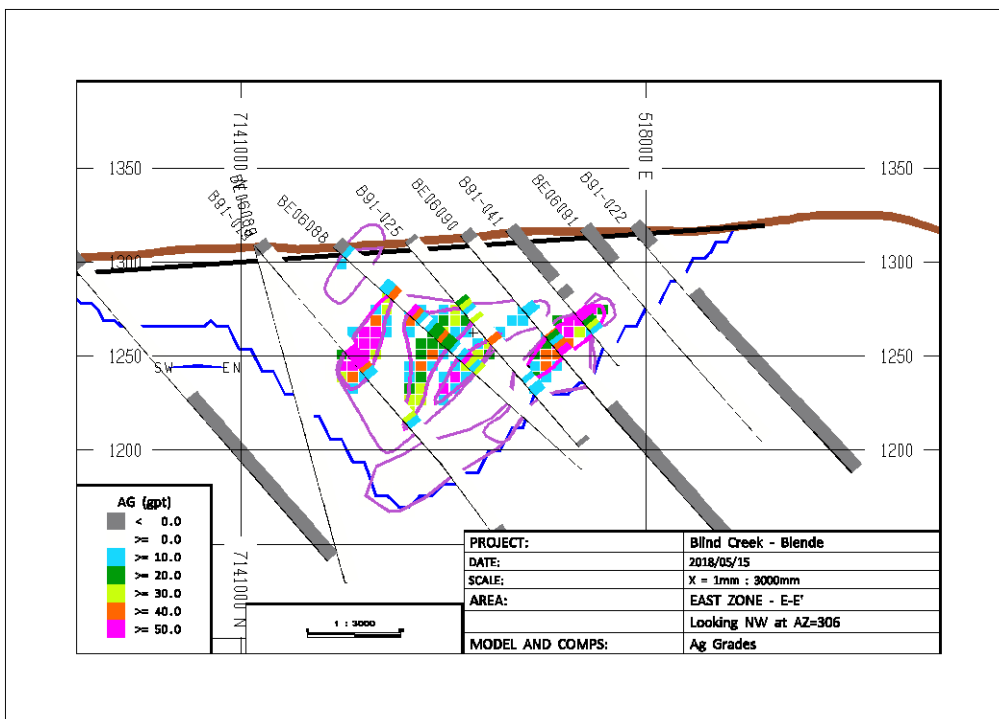 7141000 N
518000 E
1350
1350
BE06088
B91-025
BE06090
B91-041
BE06091
B91-022
1300
1300
1250
1250
SW
EN
1200
1200
AG (gpt)
< 0.0
>= 0.0
>= 10.0
>= 20.0
>= 30.0
>= 40.0
>= 50.0
7141000 N
1 : 3000
PROJECT: Blind Creek - Blende
DATE: 2018/05/15
SCALE: X = 1mm : 3000mm
AREA: EAST ZONE - E-E'
Looking NW at AZ=306
MODEL AND COMPS: Ag Grades